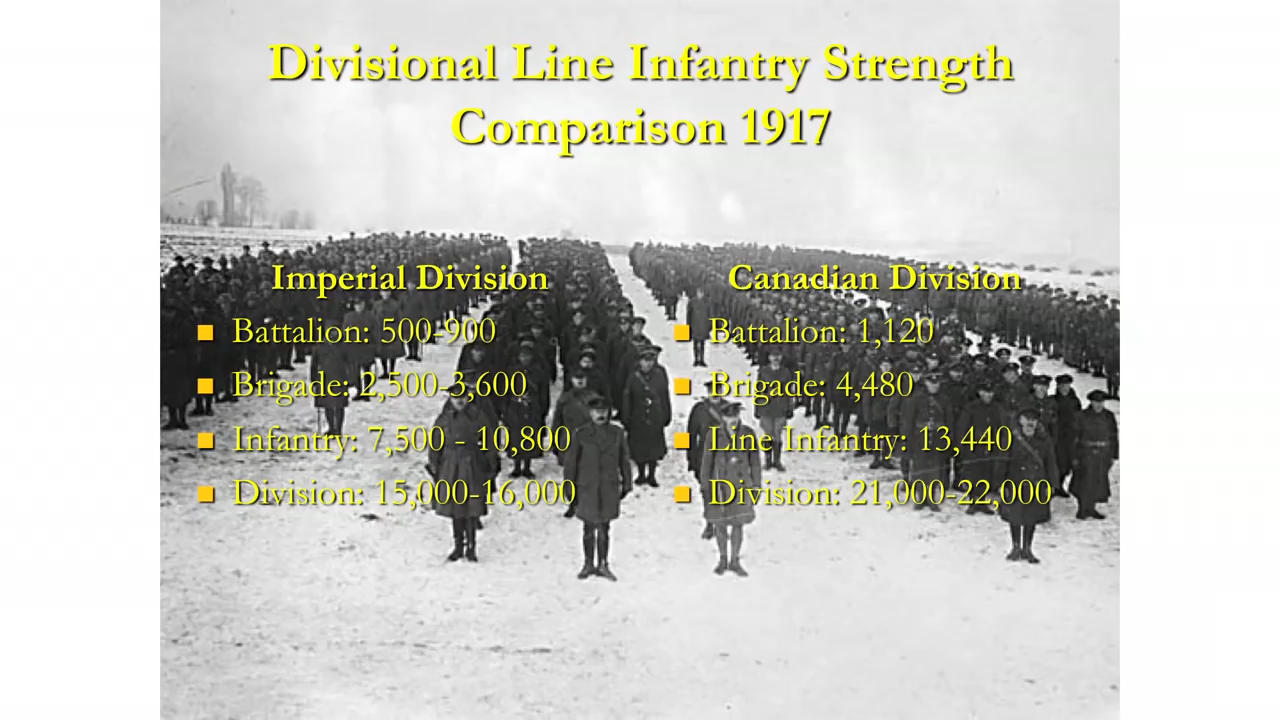 Divisional Line Infantry Strength
Comparison 1917
Imperial Division
Battalion: 500-900
Brigade: 2,500-3,600
Infantry: 7,500 - 10,800
Division: 15,000-16,000
Canadian Division
Battalion: 1,120
Brigade: 4,480
Line Infantry: 13,440
Division: 21,000-22,000